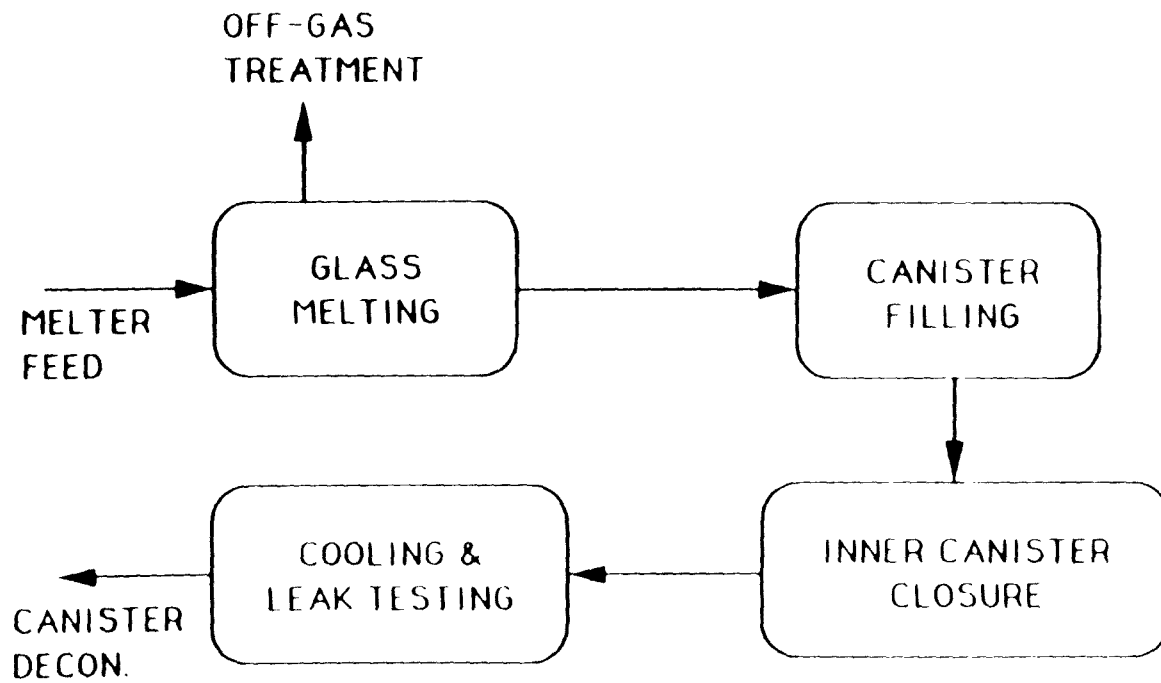 OFF-GAS
TREATMENT
GLASS
MELTING
CANISTER
FILLING
MELTER
FEED
COOLING &
LEAK TESTING
INNER CANISTER
CLOSURE
CANISTER
DECON.